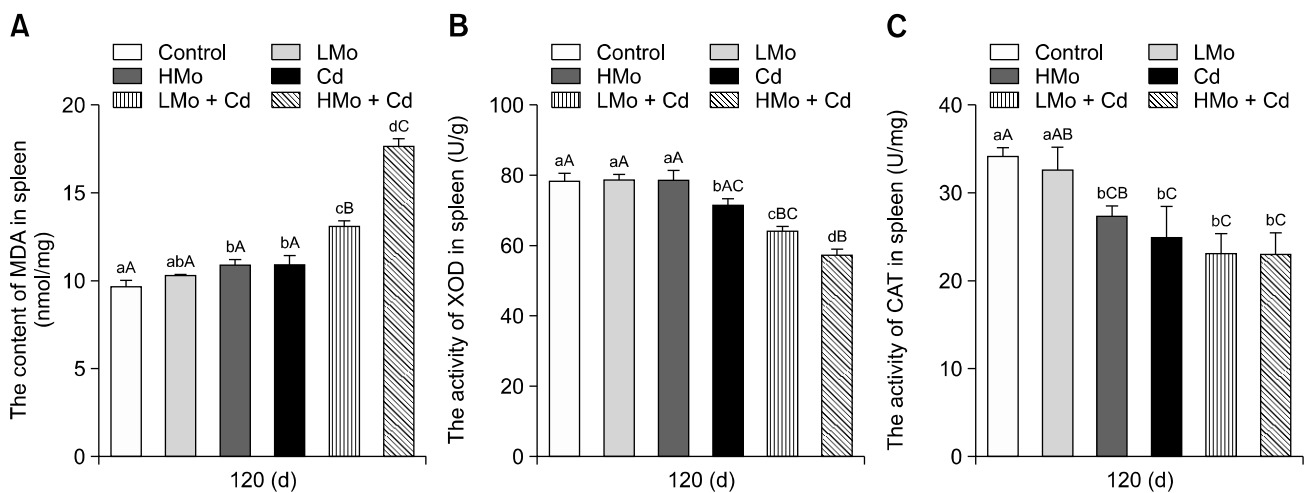 A
Control
LMo
HMo
Cd
LMo + Cd
HMo + Cd
The content of MDA in spleen
(nmol/mg)
20
15
10
5
0
aA
abA
bA
bA
cB
dC
120 (d)
B
Control
LMo
HMo
Cd
LMo + Cd
HMo + Cd
The activity of XOD in spleen (U/g)
100
80
60
40
20
0
aA
aA
aA
bAC
cBC
dB
120 (d)
C
Control
LMo
HMo
Cd
LMo + Cd
HMo + Cd
The activity of CAT in spleen (U/mg)
40
30
20
10
0
aA
aAB
bCB
bC
bC
bC
120 (d)